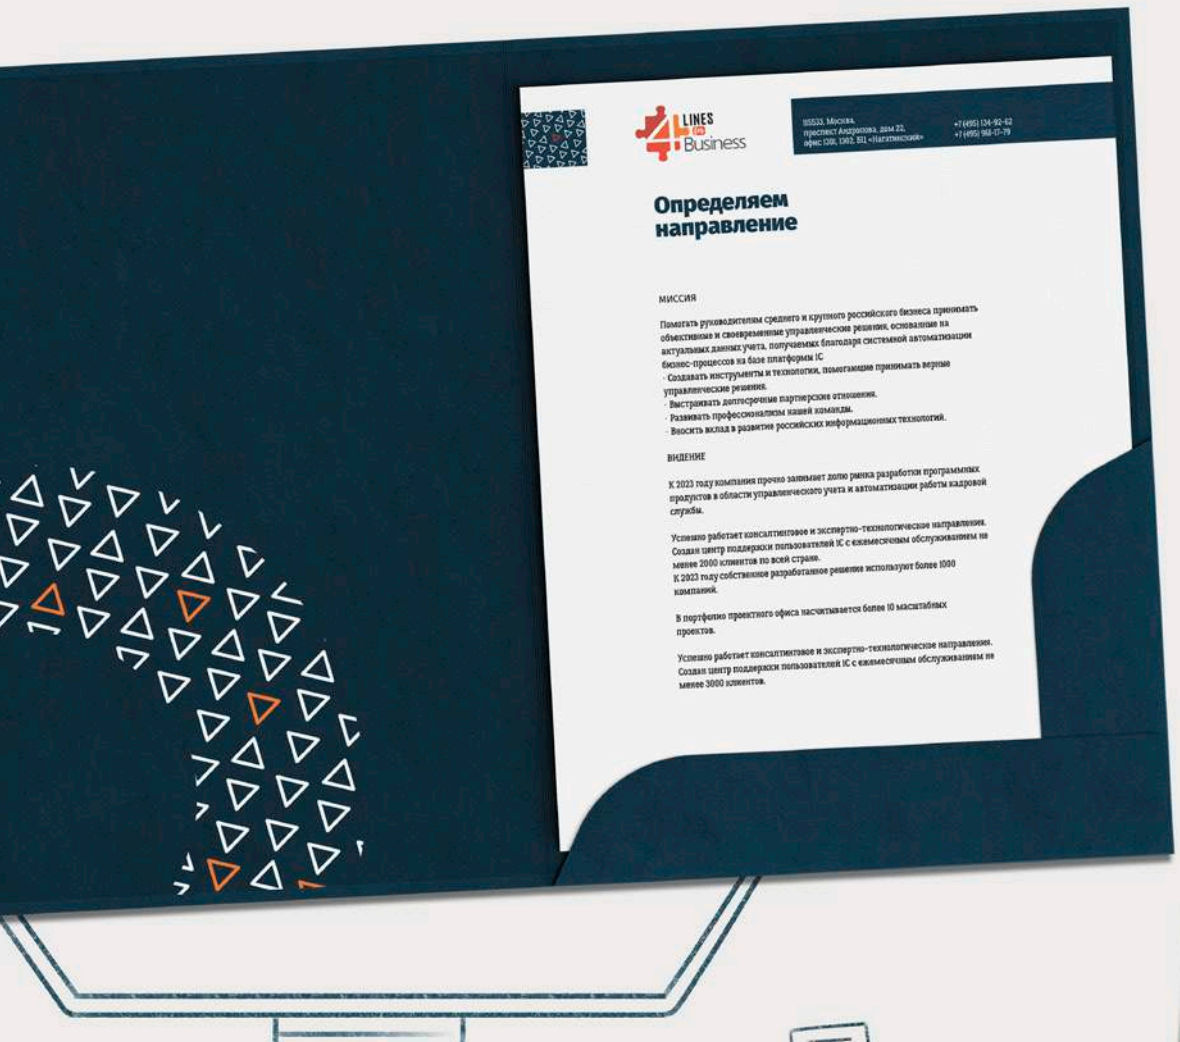 4 LINES
FOR
Business
115533, Москва,
проспект Андропова, дом 22,
офис 1301, 1302, БЦ «Нагатинский»
+7 (495) 134-92-62
+7 (495) 961-17-79
Определяем
направление
МИССИЯ
Помогать руководителям среднего и крупного российского бизнеса принимать
объективные и своевременные управленческие решения, основанные на
актуальных данных учета, получаемых благодаря системной автоматизации
бизнес-процессов на базе платформы 1С
- Создавать инструменты и технологии, помогающие принимать верные
управленческие решения.
- Выстраивать долгосрочные партнерские отношения.
- Развивать профессионализм нашей команды.
- Вносить вклад в развитие российских информационных технологий.
ВИДЕНИЕ
К 2023 году компания прочно занимает долю рынка разработки программных
продуктов в области управленческого учета и автоматизации работы кадровой
службы.
Успешно работает консалтинговое и экспертно-технологическое направления.
Создан центр поддержки пользователей 1С с ежемесячным обслуживанием не
менее 2000 клиентов по всей стране.
К 2023 году собственное разработанное решение используют более 1000
компаний.
В портфолио проектного офиса насчитывается более 10 масштабных
проектов.
Успешно работает консалтинговое и экспертно-технологическое направления.
Создан центр поддержки пользователей 1С с ежемесячным обслуживанием не
менее 3000 клиентов.